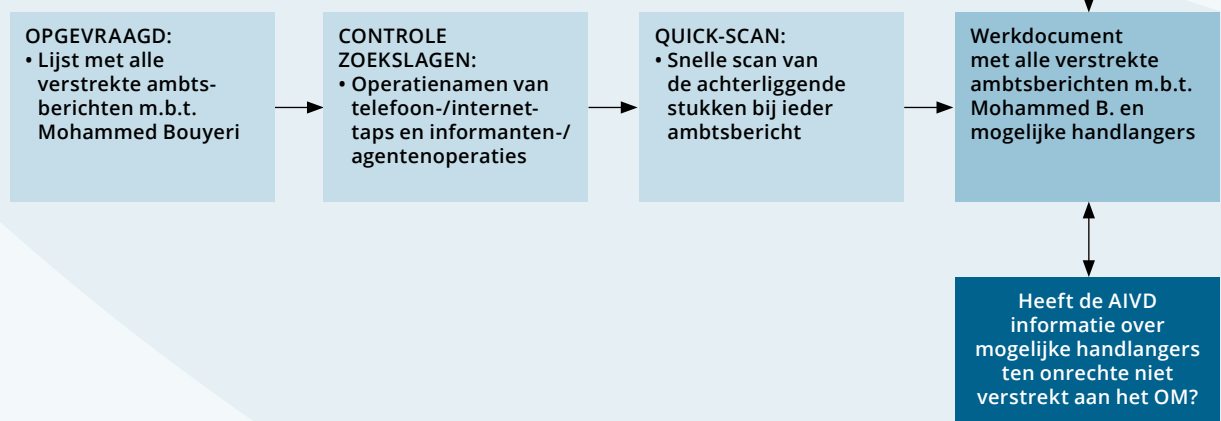 OPGEVRAAGD:
• Lijst met alle
verstrekte ambts-
berichten m.b.t.
Mohammed Bouyeri
CONTROLE
ZOEKSLAGEN:
• Operatienamen van
telefoon-/internet-
taps en informanten-/
agentenoperaties
QUICK-SCAN:
• Snelle scan van
de achterliggende
stukken bij ieder
ambtsbericht
Werkdocument
met alle verstrekte
ambtsberichten m.b.t.
Mohammed B. en
mogelijke handlangers
Heeft de AIVD
informatie over
mogelijke handlangers
ten onrechte niet
verstrekt aan het OM?